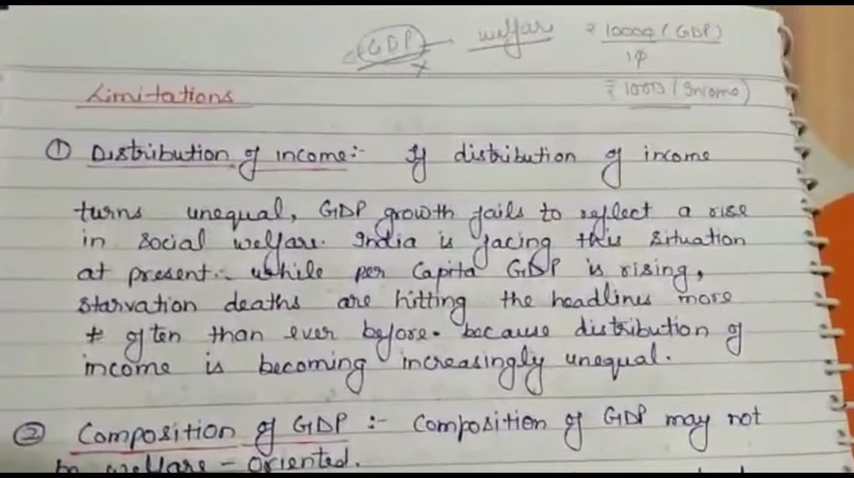 GDP welfare ₹ 10000 (GDP)
10
₹ 1000 (Income)
Limitations
① Distribution of income:- If distribution of income
turns unequal, GDP growth fails to reflect a rise
in social welfare. India is facing this situation
at present:- while per Capita GDP is rising,
starvation deaths are hitting the headlines more
often than ever before. because distribution of
income is becoming increasingly unequal.
② Composition of GDP :- Composition of GDP may not
be welfare-oriented.